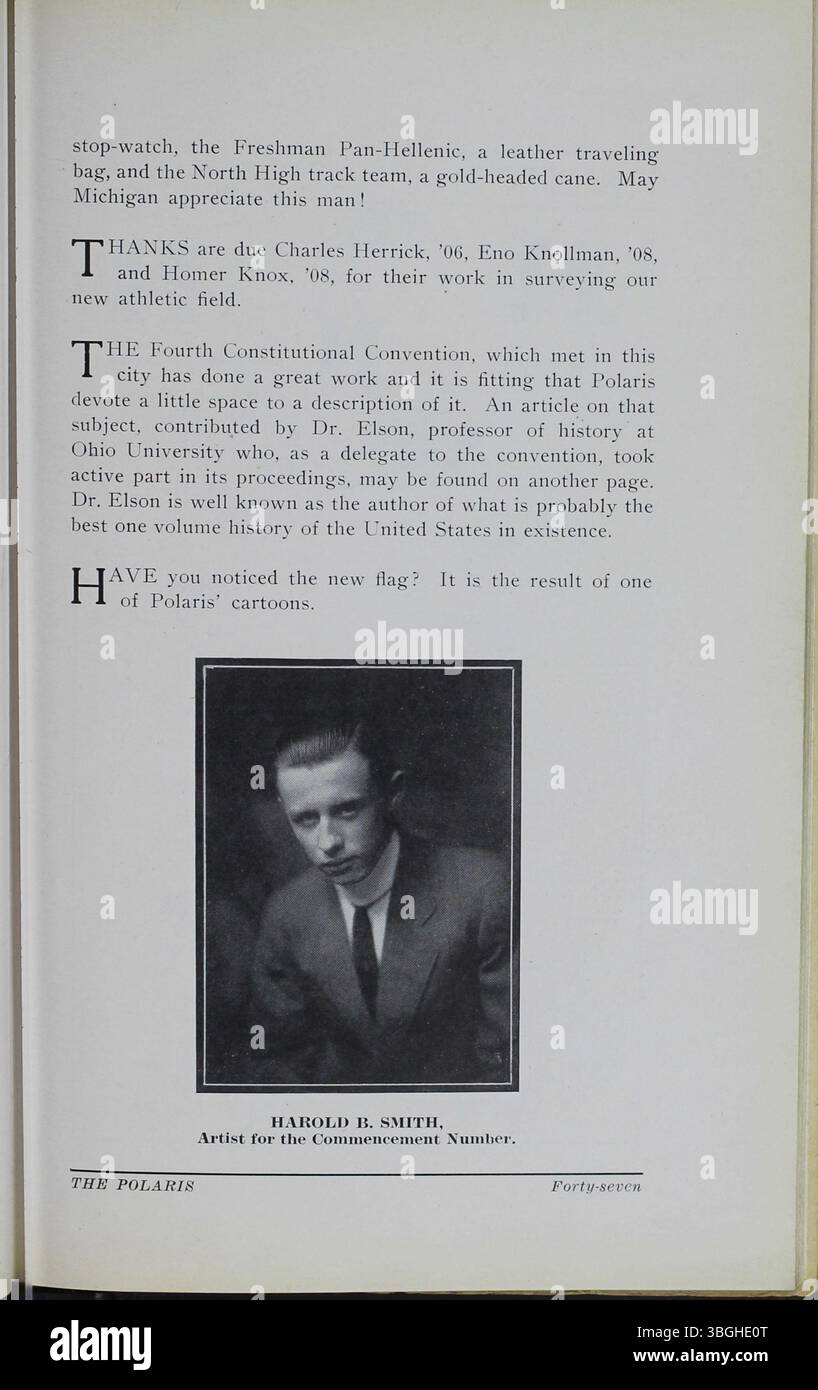 stop-watch, the Freshman Pan-Hellenic, a leather traveling
bag, and the North High track team, a gold-headed cane. May
Michigan appreciate this man!
THANKS are due Charles Herrick, '06, Eno Knollman, '08,
and Homer Knox, '08, for their work in surveying our
new athletic field.
THE Fourth Constitutional Convention, which met in this
city has done a great work and it is fitting that Polaris
devote a little space to a description of it. An article on that
subject, contributed by Dr. Elson, professor of history at
Ohio University who, as a delegate to the convention, took
active part in its proceedings, may be found on another page.
Dr. Elson is well known as the author of what is probably the
best one volume history of the United States in existence.
HAVE you noticed the new flag? It is the result of one
of Polaris' cartoons.
HAROLD B. SMITH,
Artist for the Commencement Number.
THE POLARIS Forty-seven
alamy
alamy
alamy
a
a
a
a
a
a
a
a
a
a
a
a
a
alamy
Image ID: 3BGHE0T
www.alamy.com